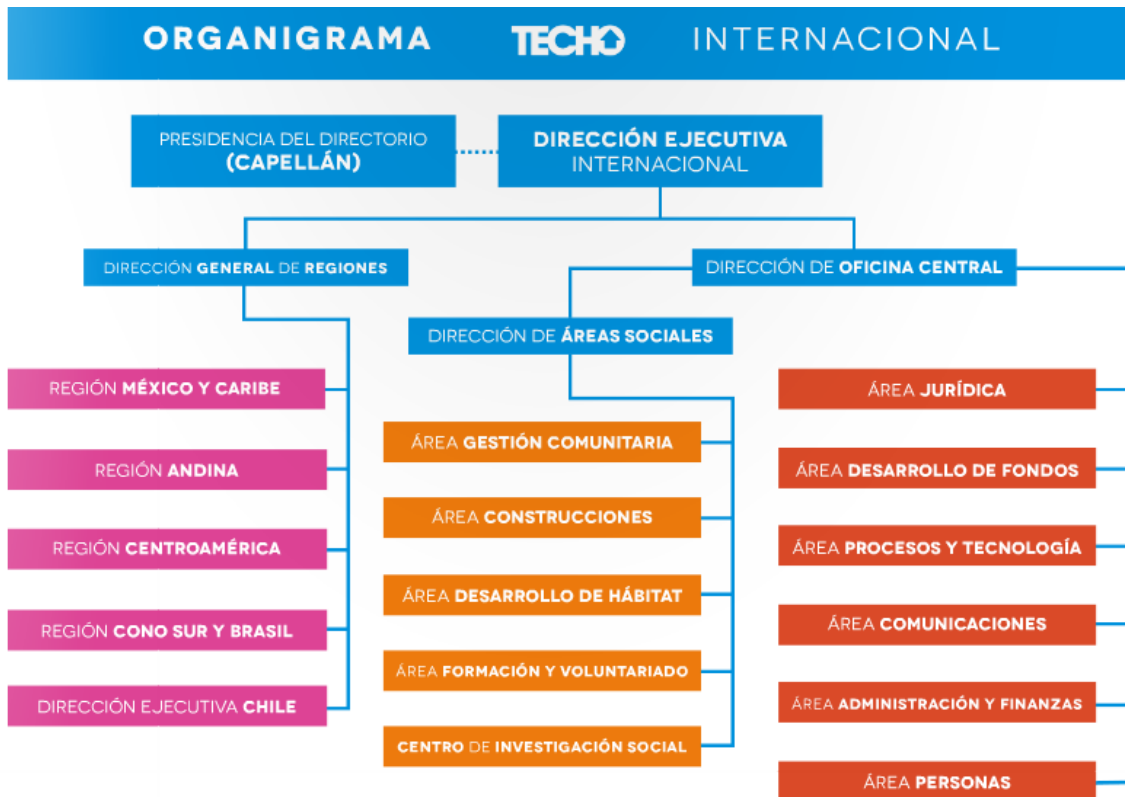 ORGANIGRAMA TECHO INTERNACIONAL
PRESIDENCIA DEL DIRECTORIO
(CAPELLÁN)
DIRECCIÓN EJECUTIVA
INTERNACIONAL
DIRECCIÓN GENERAL DE REGIONES
DIRECCIÓN DE OFICINA CENTRAL
DIRECCIÓN DE ÁREAS SOCIALES
REGIÓN MÉXICO Y CARIBE
REGIÓN ANDINA
REGIÓN CENTROAMÉRICA
REGIÓN CONO SUR Y BRASIL
DIRECCIÓN EJECUTIVA CHILE
ÁREA GESTIÓN COMUNITARIA
ÁREA CONSTRUCCIONES
ÁREA DESARROLLO DE HÁBITAT
ÁREA FORMACIÓN Y VOLUNTARIADO
CENTRO DE INVESTIGACIÓN SOCIAL
ÁREA JURÍDICA
ÁREA DESARROLLO DE FONDOS
ÁREA PROCESOS Y TECNOLOGÍA
ÁREA COMUNICACIONES
ÁREA ADMINISTRACIÓN Y FINANZAS
ÁREA PERSONAS